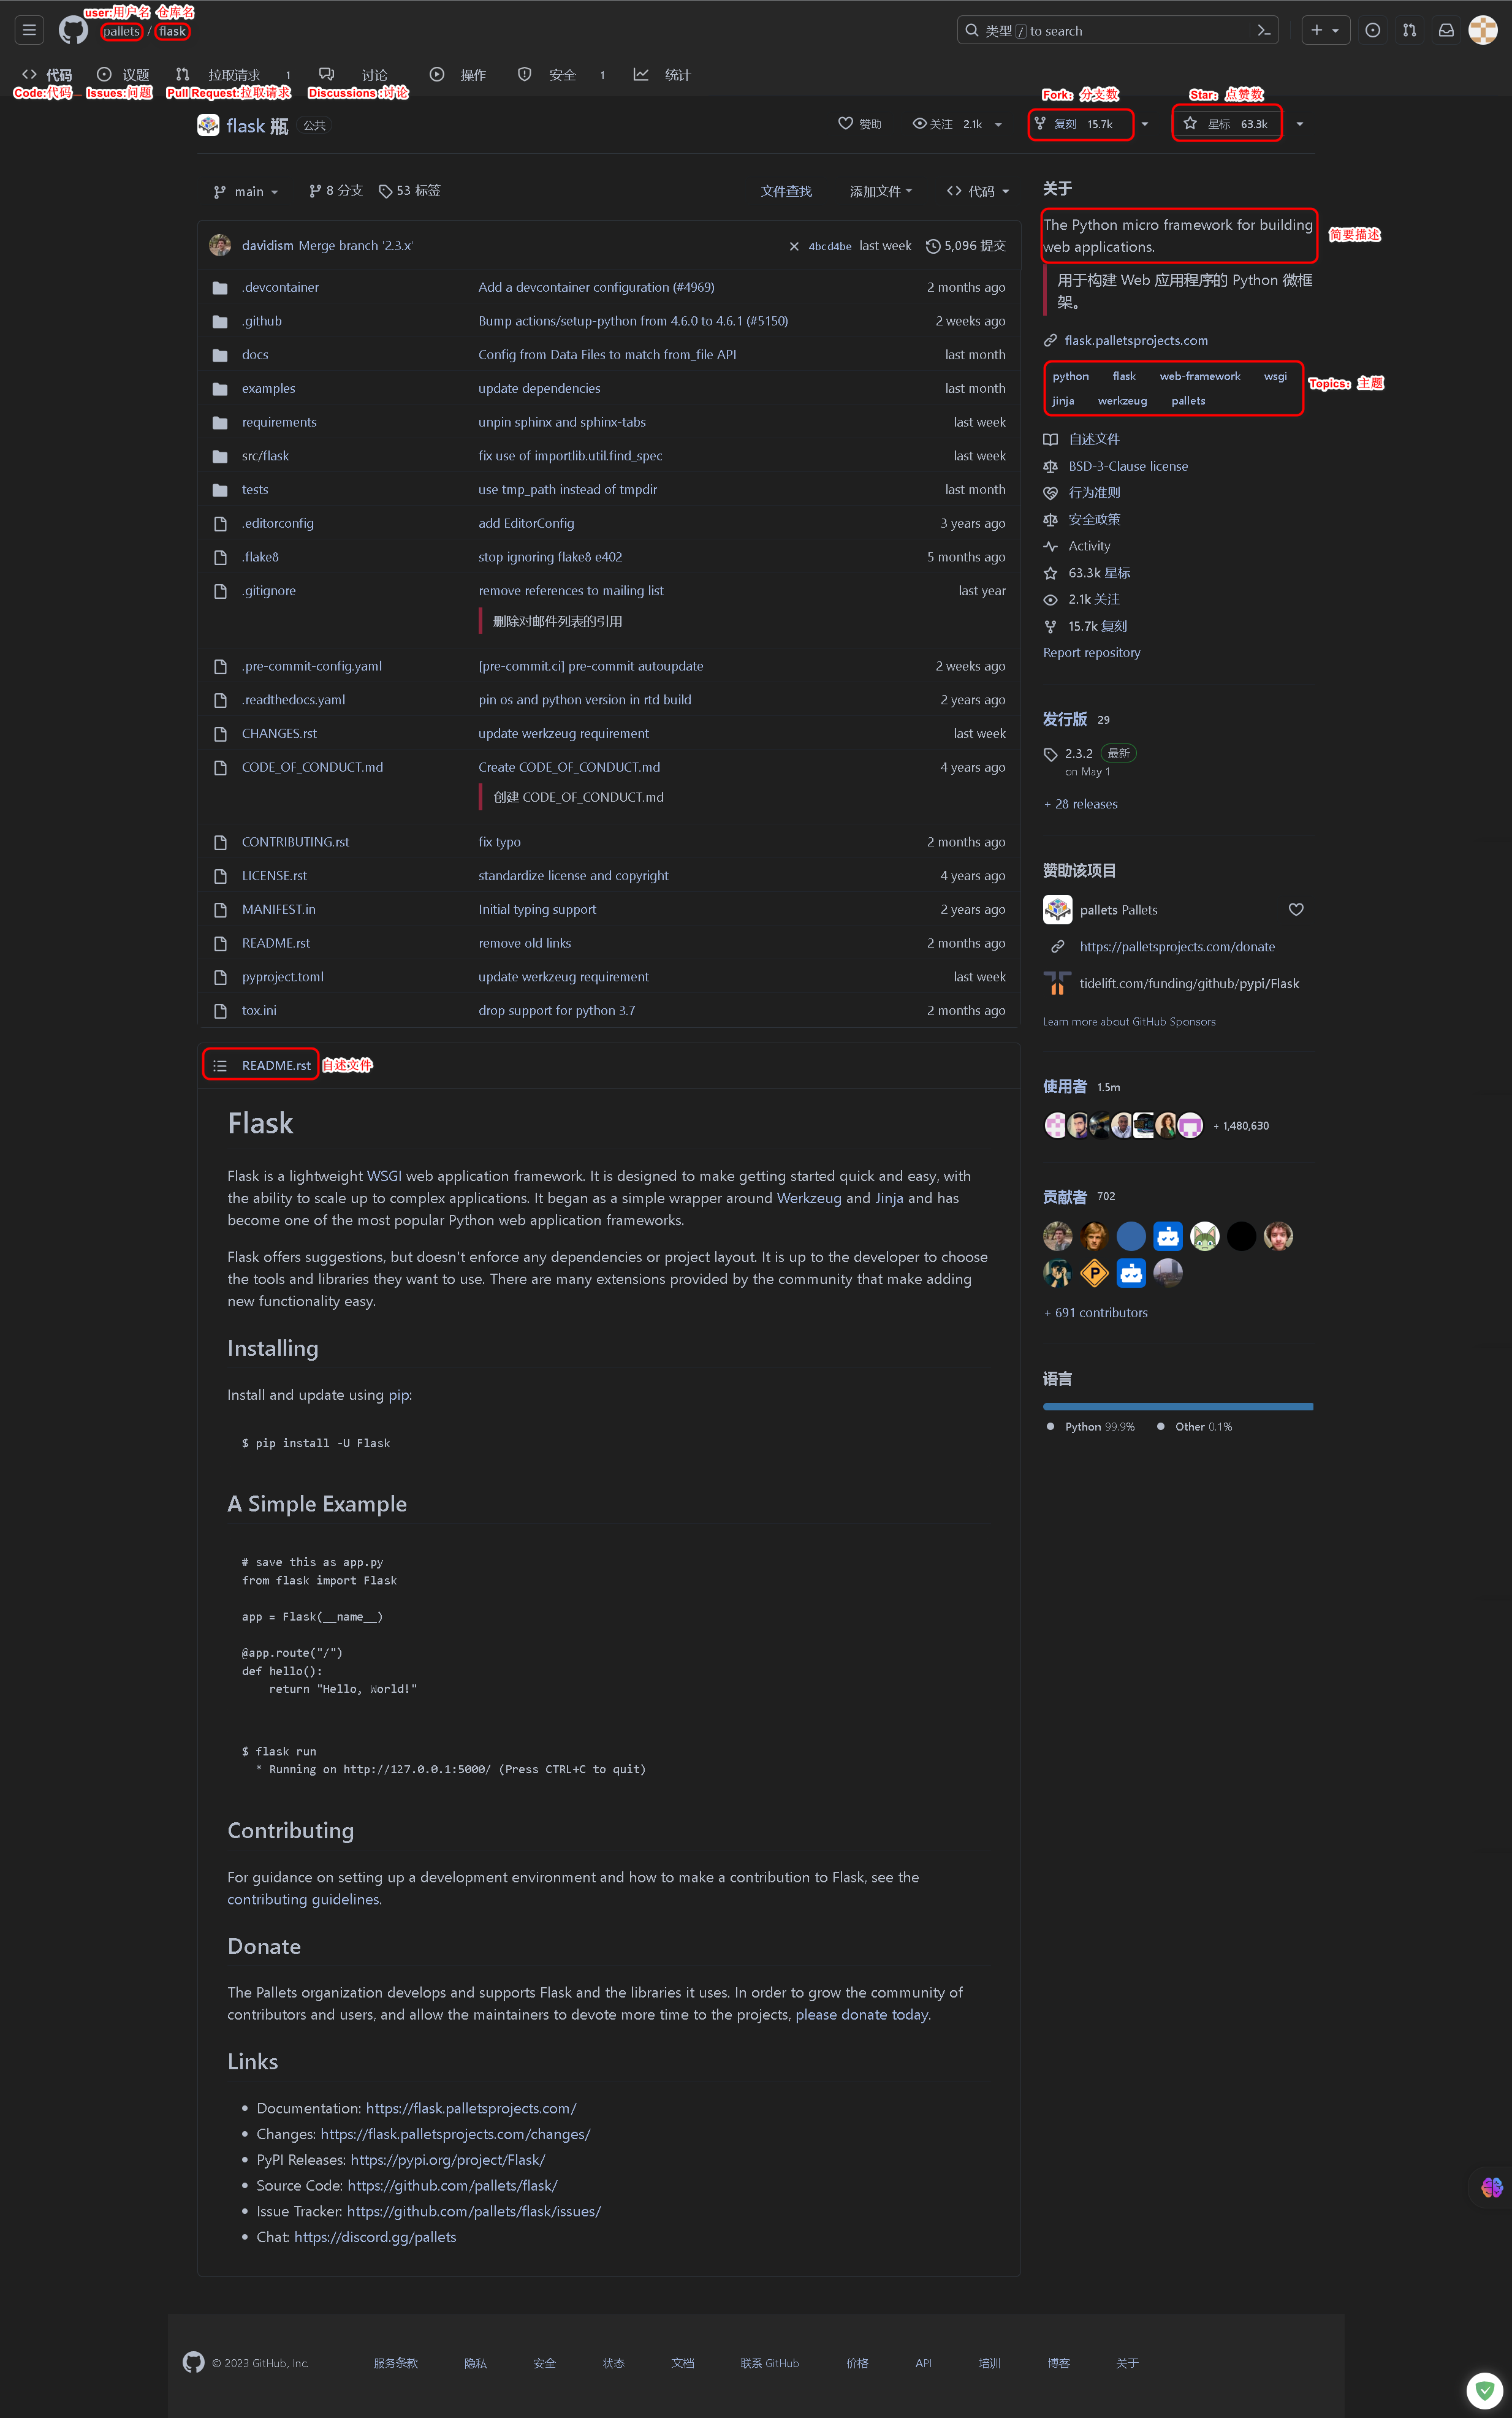 user:用户名 仓库名
pallets / flask
类型 / to search
代码 议题 拉取请求 1 讨论 操作 安全 1 统计
Code:代码 Issues:问题 Pull Request:拉取请求 Discussions :讨论
Fork：分支数 Star：点赞数
flask 瓶 公共 赞助 关注 2.1k 复刻 15.7k 星标 63.3k
main 8 分支 53 标签 文件查找 添加文件 代码
davidism Merge branch '2.3.x' 4bcd4be last week 5,096 提交
.devcontainer Add a devcontainer configuration (#4969) 2 months ago
.github Bump actions/setup-python from 4.6.0 to 4.6.1 (#5150) 2 weeks ago
docs Config from Data Files to match from_file API last month
examples update dependencies last month
requirements unpin sphinx and sphinx-tabs last week
src/flask fix use of importlib.util.find_spec last week
tests use tmp_path instead of tmpdir last month
.editorconfig add EditorConfig 3 years ago
.flake8 stop ignoring flake8 e402 5 months ago
.gitignore remove references to mailing list last year
删除对邮件列表的引用
.pre-commit-config.yaml [pre-commit.ci] pre-commit autoupdate 2 weeks ago
.readthedocs.yaml pin os and python version in rtd build 2 years ago
CHANGES.rst update werkzeug requirement last week
CODE_OF_CONDUCT.md Create CODE_OF_CONDUCT.md 4 years ago
创建 CODE_OF_CONDUCT.md
CONTRIBUTING.rst fix typo 2 months ago
LICENSE.rst standardize license and copyright 4 years ago
MANIFEST.in Initial typing support 2 years ago
README.rst remove old links 2 months ago
pyproject.toml update werkzeug requirement last week
tox.ini drop support for python 3.7 2 months ago
README.rst 自述文件
Flask
Flask is a lightweight WSGI web application framework. It is designed to make getting started quick and easy, with
the ability to scale up to complex applications. It began as a simple wrapper around Werkzeug and Jinja and has
become one of the most popular Python web application frameworks.
Flask offers suggestions, but doesn't enforce any dependencies or project layout. It is up to the developer to choose
the tools and libraries they want to use. There are many extensions provided by the community that make adding
new functionality easy.
Installing
Install and update using pip:
$ pip install -U Flask
A Simple Example
# save this as app.py
from flask import Flask
app = Flask(__name__)
@app.route("/")
def hello():
return "Hello, World!"
$ flask run
* Running on http://127.0.0.1:5000/ (Press CTRL+C to quit)
Contributing
For guidance on setting up a development environment and how to make a contribution to Flask, see the
contributing guidelines.
Donate
The Pallets organization develops and supports Flask and the libraries it uses. In order to grow the community of
contributors and users, and allow the maintainers to devote more time to the projects, please donate today.
Links
• Documentation: https://flask.palletsprojects.com/
• Changes: https://flask.palletsprojects.com/changes/
• PyPI Releases: https://pypi.org/project/Flask/
• Source Code: https://github.com/pallets/flask/
• Issue Tracker: https://github.com/pallets/flask/issues/
• Chat: https://discord.gg/pallets
关于
The Python micro framework for building
web applications.
简要描述
用于构建 Web 应用程序的 Python 微框
架。
flask.palletsprojects.com
python flask web-framework wsgi
jinja werkzeug pallets
Topics：主题
自述文件
BSD-3-Clause license
行为准则
安全政策
Activity
63.3k 星标
2.1k 关注
15.7k 复刻
Report repository
发行版 29
2.3.2 最新
on May 1
+ 28 releases
赞助该项目
pallets Pallets
https://palletsprojects.com/donate
tidelift.com/funding/github/pypi/Flask
Learn more about GitHub Sponsors
使用者 1.5m
+ 1,480,630
贡献者 702
P
+ 691 contributors
语言
Python 99.9% Other 0.1%
© 2023 GitHub, Inc. 服务条款 隐私 安全 状态 文档 联系 GitHub 价格 API 培训 博客 关于